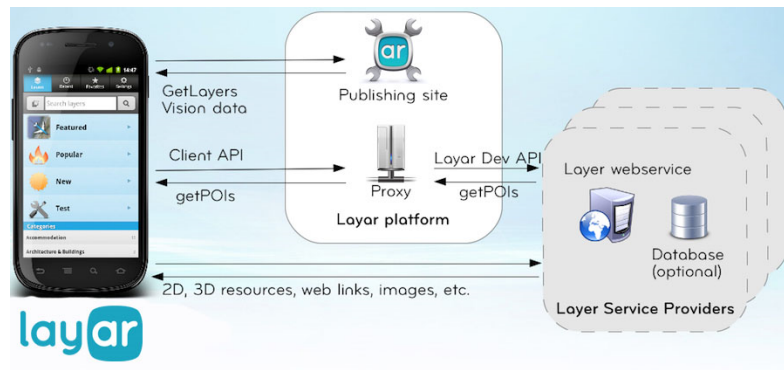 14:47
Layers
Recent
Favorites
Settings
Search layers
Featured
Popular
New
Test
Categories
Accommodation
Architecture & Buildings
layar
GetLayers
Vision data
Client API
getPOIs
ar
Publishing site
Proxy
Layar platform
Layar Dev API
getPOIs
2D, 3D resources, web links, images, etc.
Layer webservice
Database
(optional)
Layer Service Providers